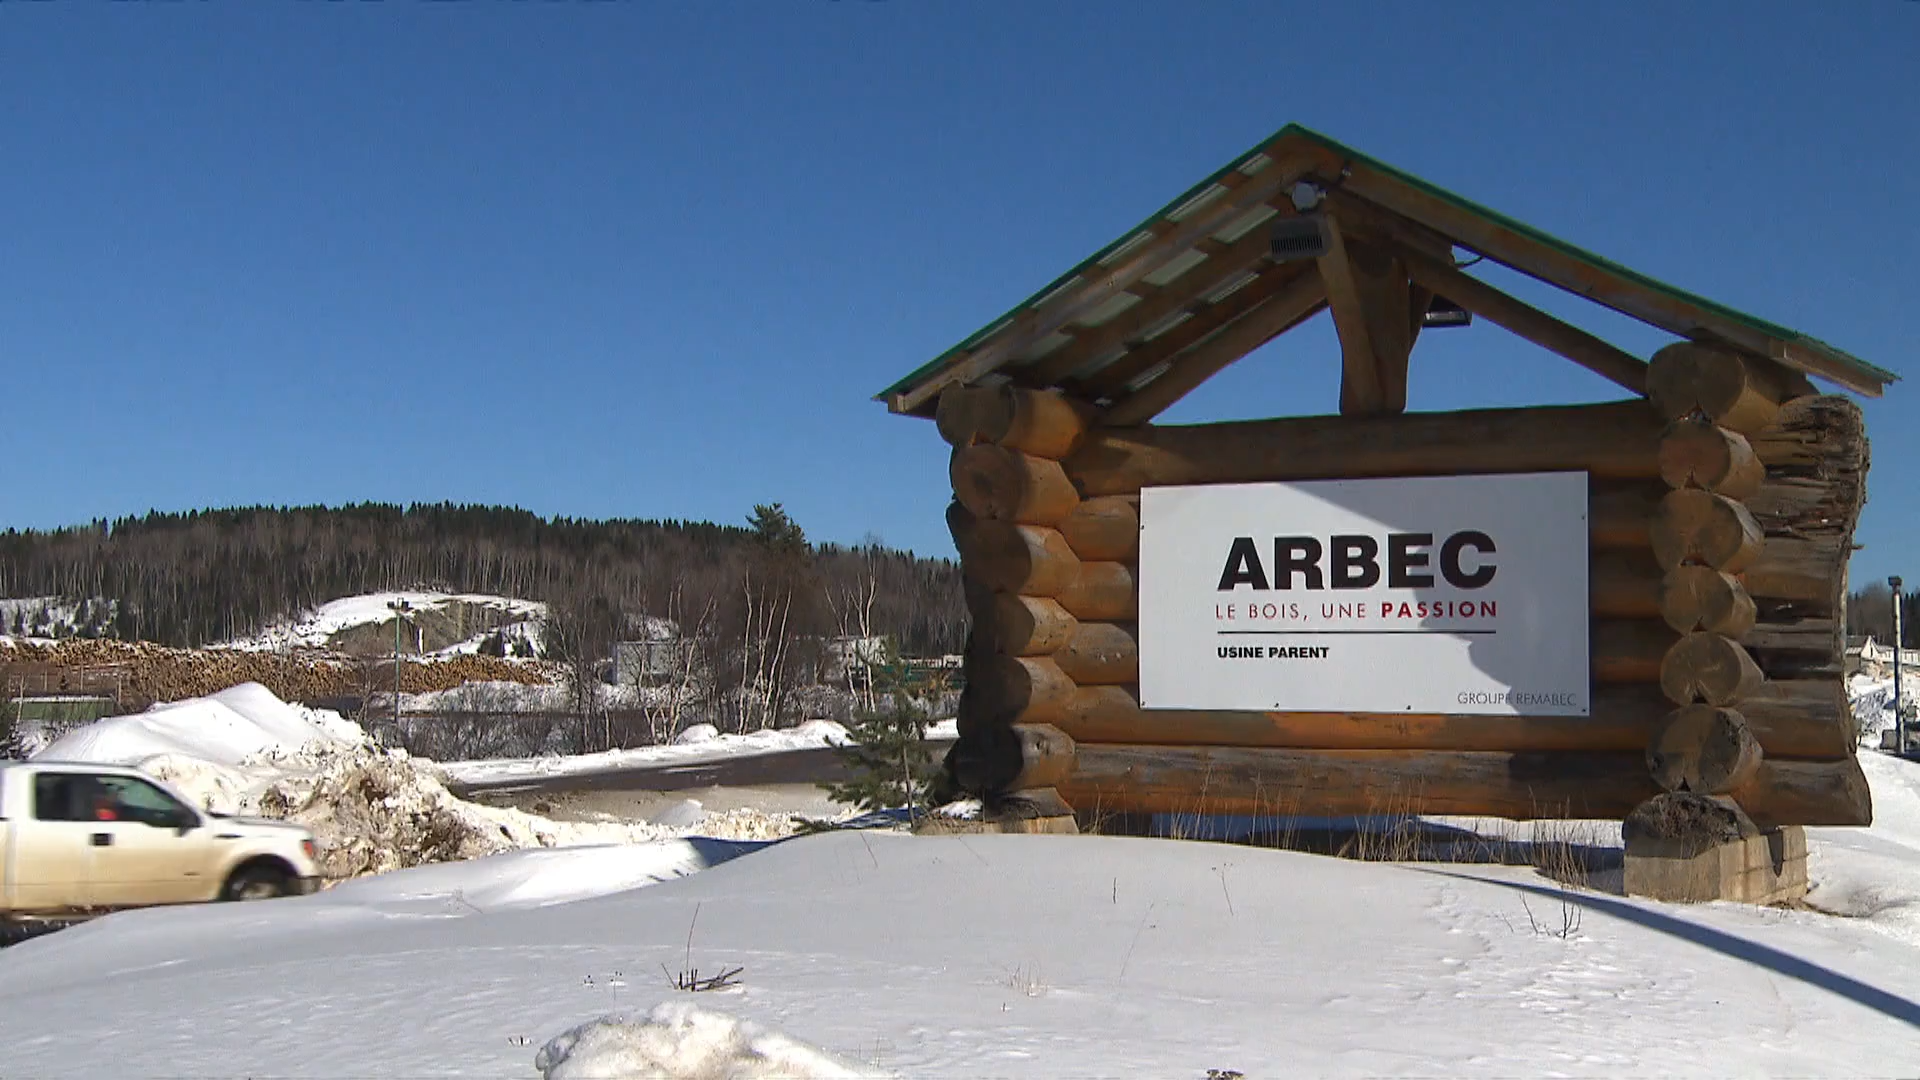 ARBEC
LE BOIS, UNE PASSION
USINE PARENT
GROUPE REMABEC